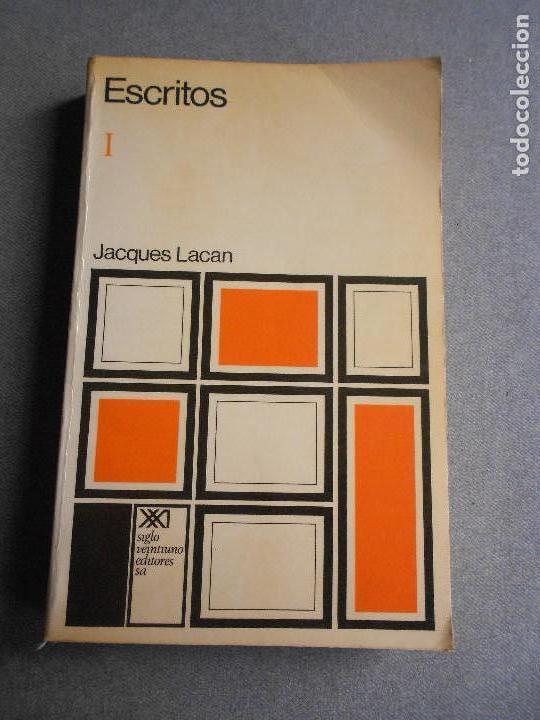 Escritos
I
Jacques Lacan
XXI
siglo
veintiuno
editores
sa
todocoleccion